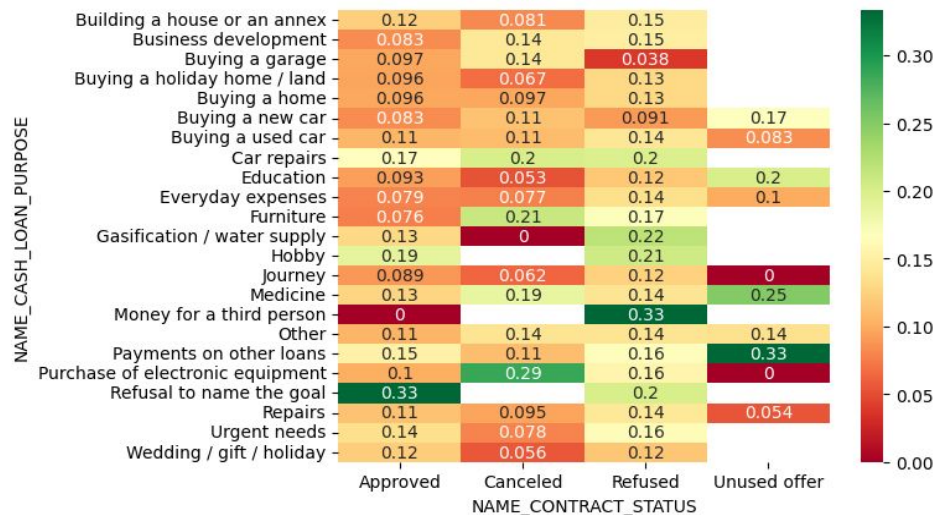 Building a house or an annex 0.12 0.081 0.15
Business development 0.083 0.14 0.15
Buying a garage 0.097 0.14 0.038
Buying a holiday home / land 0.096 0.067 0.13
Buying a home 0.096 0.097 0.13
Buying a new car 0.083 0.11 0.091 0.17
Buying a used car 0.11 0.11 0.14 0.083
Car repairs 0.17 0.2 0.2
Education 0.093 0.053 0.12 0.2
Everyday expenses 0.079 0.077 0.14 0.1
Furniture 0.076 0.21 0.17
Gasification / water supply 0.13 0 0.22
Hobby 0.19 0.21
Journey 0.089 0.062 0.12 0
Medicine 0.13 0.19 0.14 0.25
Money for a third person 0 0.33
Other 0.11 0.14 0.14 0.14
Payments on other loans 0.15 0.11 0.16 0.33
Purchase of electronic equipment 0.1 0.29 0.16 0
Refusal to name the goal 0.33 0.2
Repairs 0.11 0.095 0.14 0.054
Urgent needs 0.14 0.078 0.16
Wedding / gift / holiday 0.12 0.056 0.12
Approved Canceled Refused Unused offer
NAME_CONTRACT_STATUS
NAME_CASH_LOAN_PURPOSE
0.30
0.25
0.20
0.15
0.10
0.05
0.00